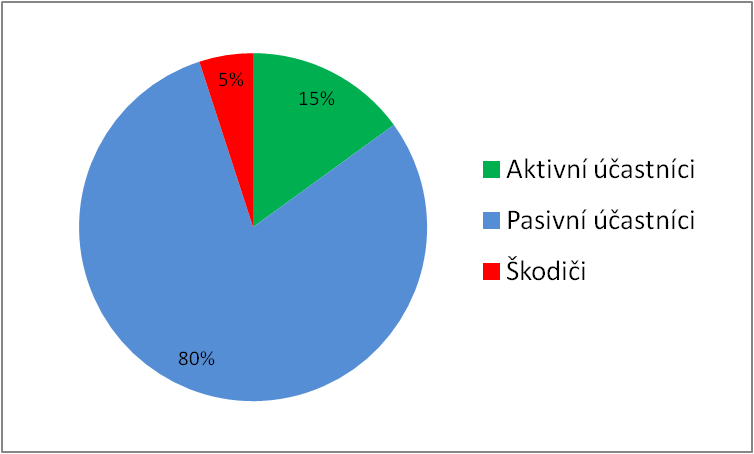 5%
15%
80%
Aktivní účastníci
Pasivní účastníci
Škodiči